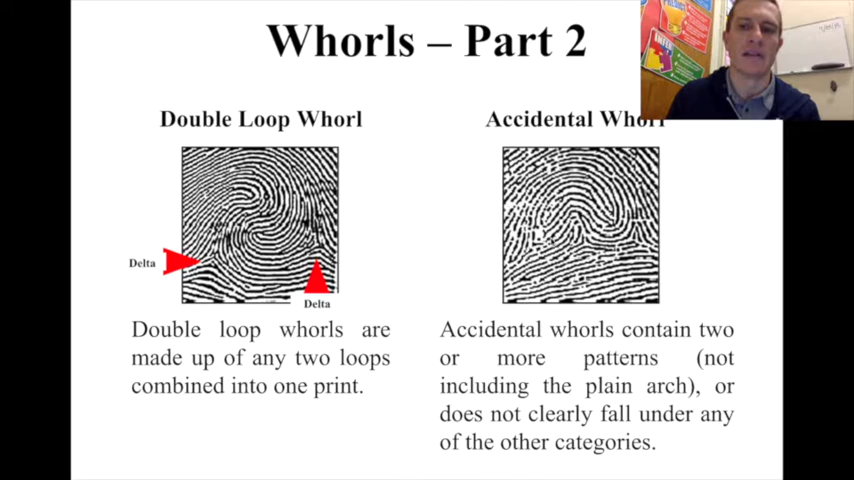 Whorls – Part 2
Double Loop Whorl
Accidental Whorl
Delta
Delta
Double loop whorls are
made up of any two loops
combined into one print.
Accidental whorls contain two
or more patterns (not
including the plain arch), or
does not clearly fall under any
of the other categories.